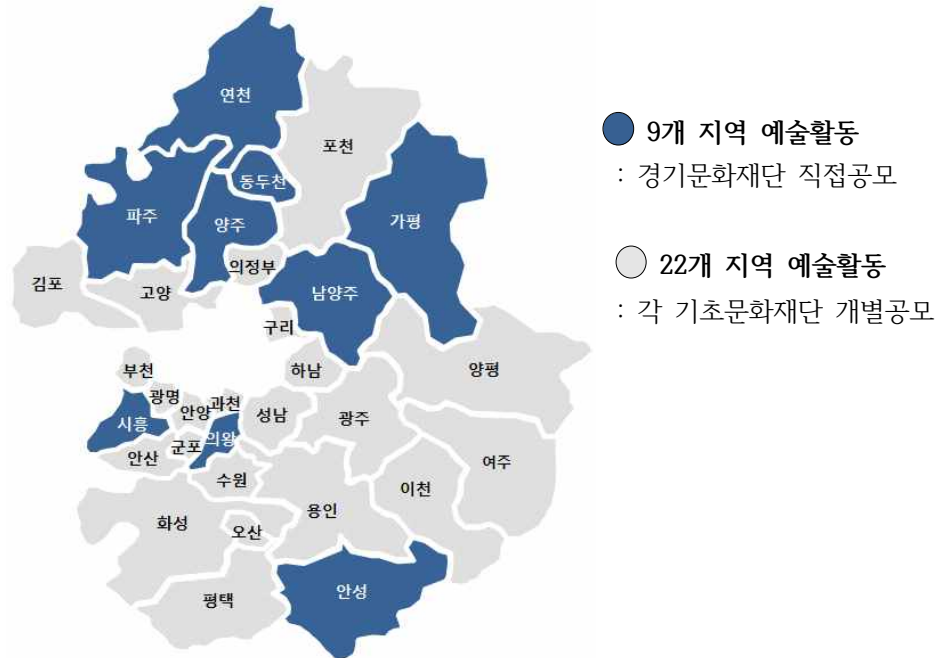 연천
포천
동두천
파주
양주
가평
의정부
김포
고양
남양주
구리
부천
하남
양평
광명
과천
시흥
안양
성남
광주
의왕
군포
안산
수원
여주
이천
용인
화성
오산
안성
평택
9개 지역 예술활동
: 경기문화재단 직접공모
22개 지역 예술활동
: 각 기초문화재단 개별공모